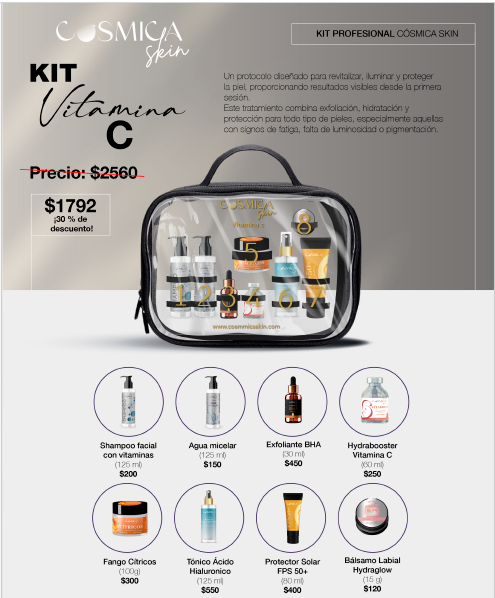 COSMICA
skin
KIT PROFESIONAL CÓSMICA SKIN
KIT
Vitamina
C
Un protocolo diseñado para revitalizar, iluminar y proteger
la piel, proporcionando resultados visibles desde la primera
sesión.
Este tratamiento combina exfoliación, hidratación y
protección para todo tipo de pieles, especialmente aquellas
con signos de fatiga, falta de luminosidad o pigmentación.
Precio: $2560
$1792
¡30 % de
descuento!
COSMICA
Skin
Vitamina c
8
5
1 2 3 4 6 7
www.cosmmicsskin.com
Shampoo facial
con vitaminas
(125 ml)
$200
Agua micelar
(125 ml)
$150
Exfoliante BHA
(30 ml)
$450
Hydrabooster
Vitamina C
(60 ml)
$250
Fango Cítricos
(100g)
$300
Tónico Ácido
Hialuronico
(125 ml)
$550
Protector Solar
FPS 50+
(80 ml)
$400
Bálsamo Labial
Hydraglow
(15 g)
$120